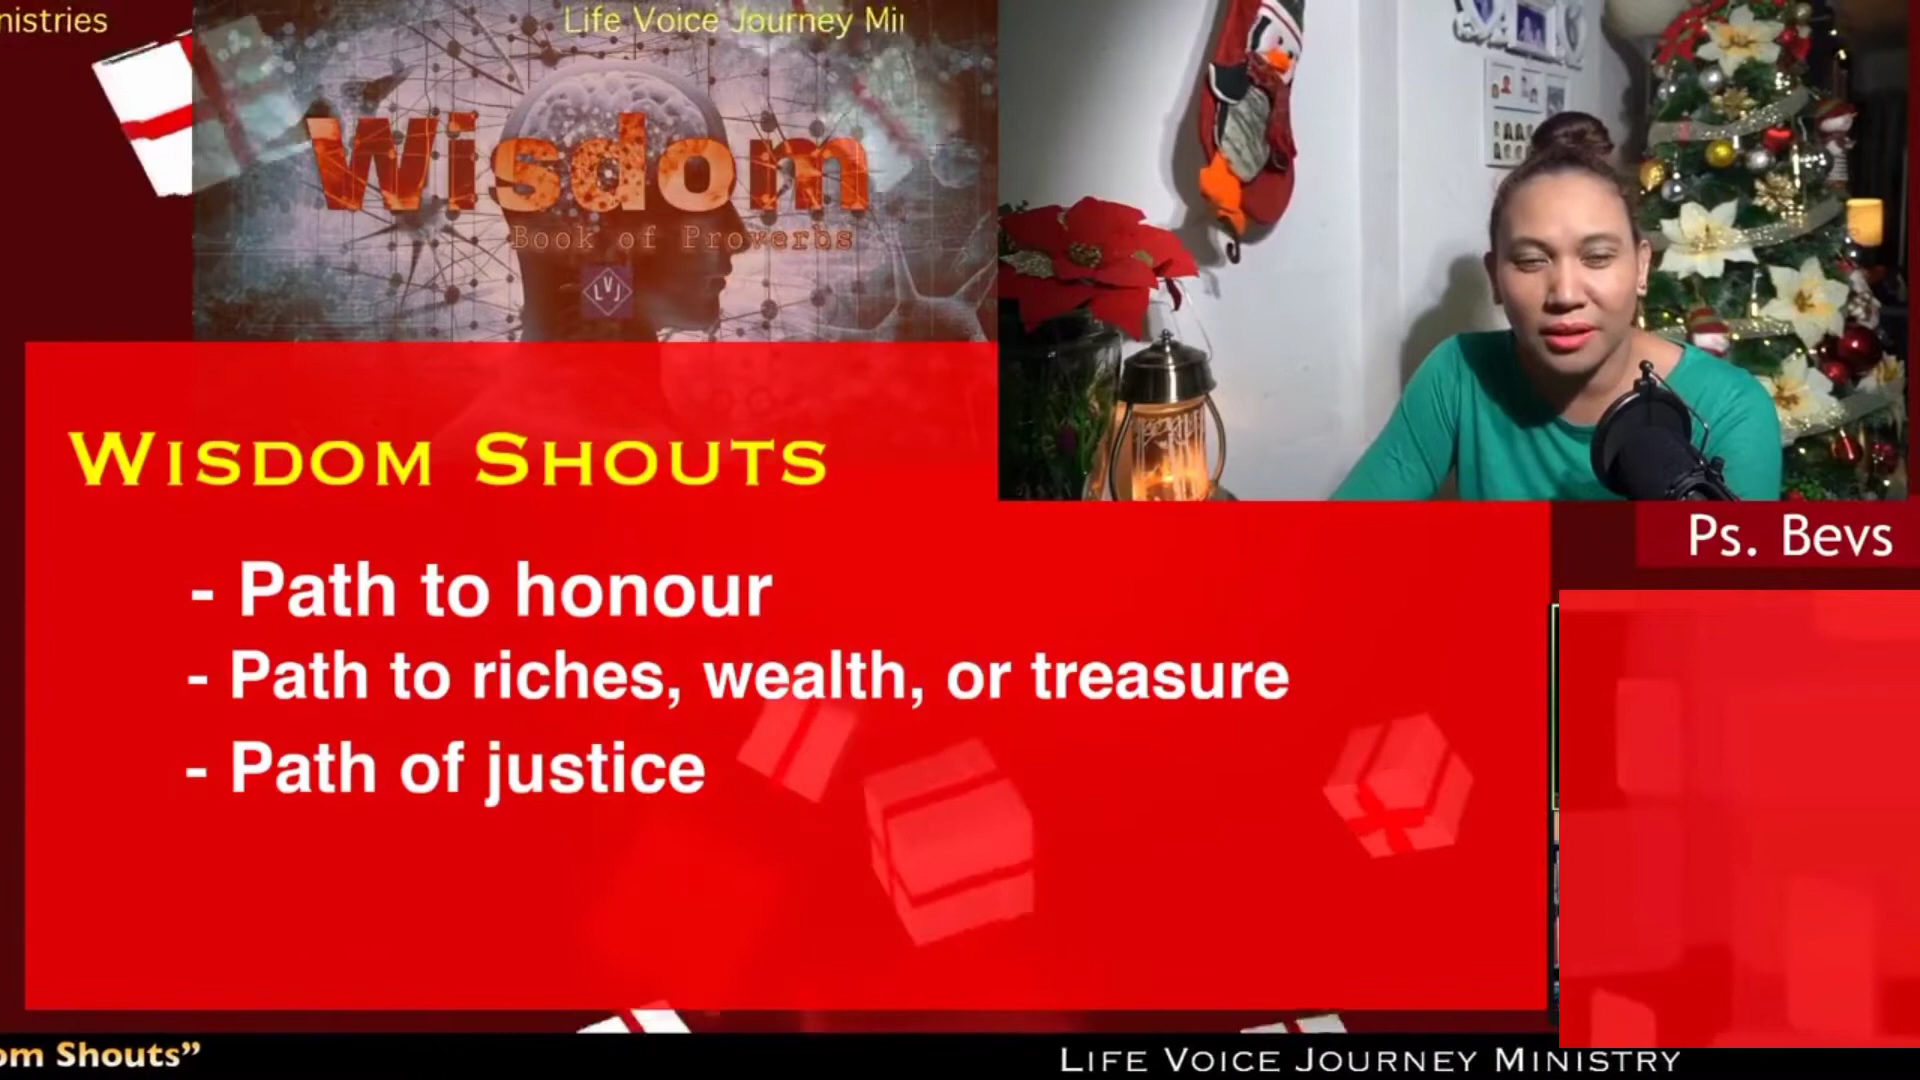 nistries
Life Voice Journey Mi
Wisdom
Book of Proverbs
LVJ
WISDOM SHOUTS
- Path to honour
- Path to riches, wealth, or treasure
- Path of justice
Ps. Bevs
om Shouts”
LIFE VOICE JOURNEY MINISTRY